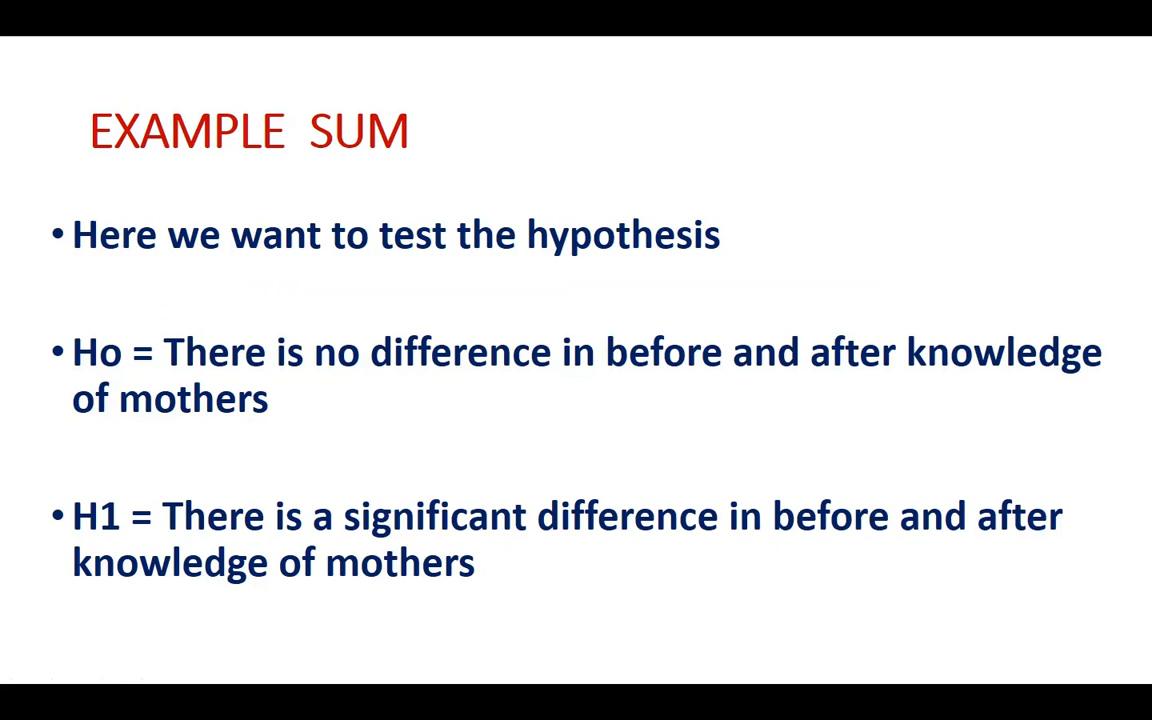 EXAMPLE SUM
• Here we want to test the hypothesis
• Ho = There is no difference in before and after knowledge
of mothers
• H1 = There is a significant difference in before and after
knowledge of mothers